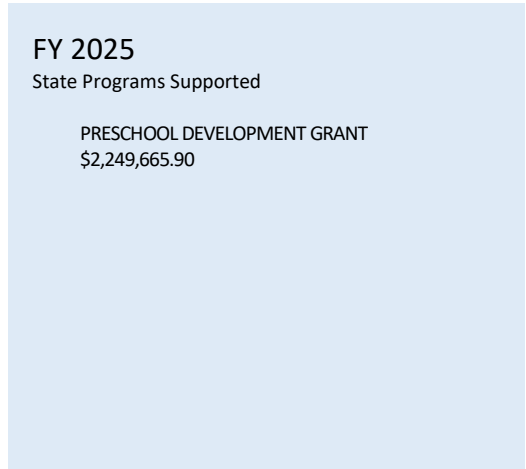 FY 2025
State Programs Supported
PRESCHOOL DEVELOPMENT GRANT
$2,249,665.90